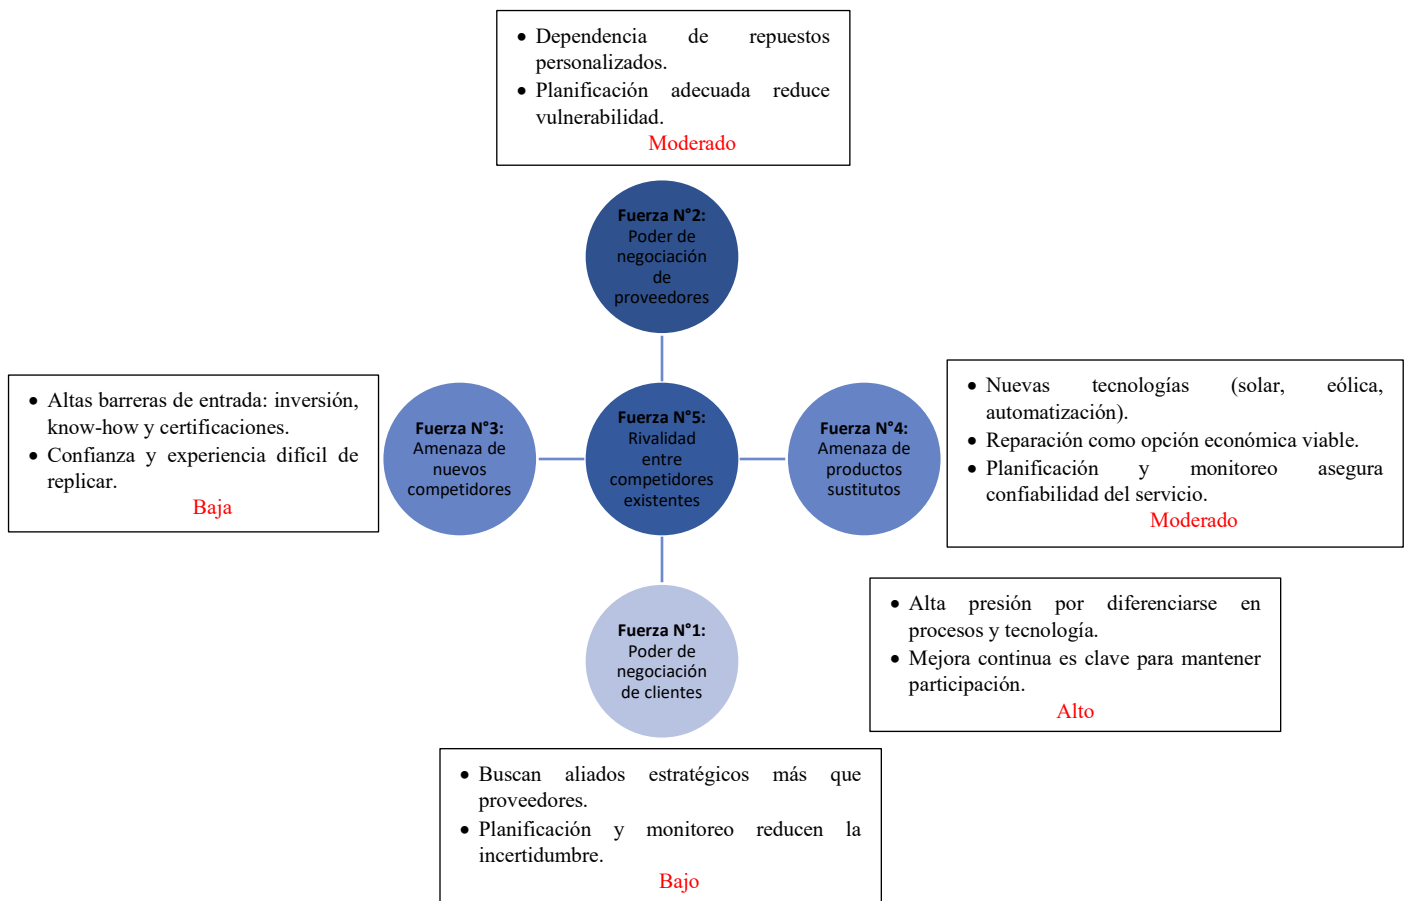 • Dependencia de repuestos
personalizados.
• Planificación adecuada reduce
vulnerabilidad.
Moderado
Fuerza N°2:
Poder de
negociación
de
proveedores
• Altas barreras de entrada: inversión,
know-how y certificaciones.
• Confianza y experiencia difícil de
replicar.
Baja
Fuerza N°3:
Amenaza de
nuevos
competidores
Fuerza N°5:
Rivalidad
entre
competidores
existentes
Fuerza N°4:
Amenaza de
productos
sustitutos
• Nuevas tecnologías (solar, eólica,
automatización).
• Reparación como opción económica viable.
• Planificación y monitoreo asegura
confiabilidad del servicio.
Moderado
Fuerza N°1:
Poder de
negociación
de clientes
• Alta presión por diferenciarse en
procesos y tecnología.
• Mejora continua es clave para mantener
participación.
Alto
• Buscan aliados estratégicos más que
proveedores.
• Planificación y monitoreo reducen la
incertidumbre.
Bajo